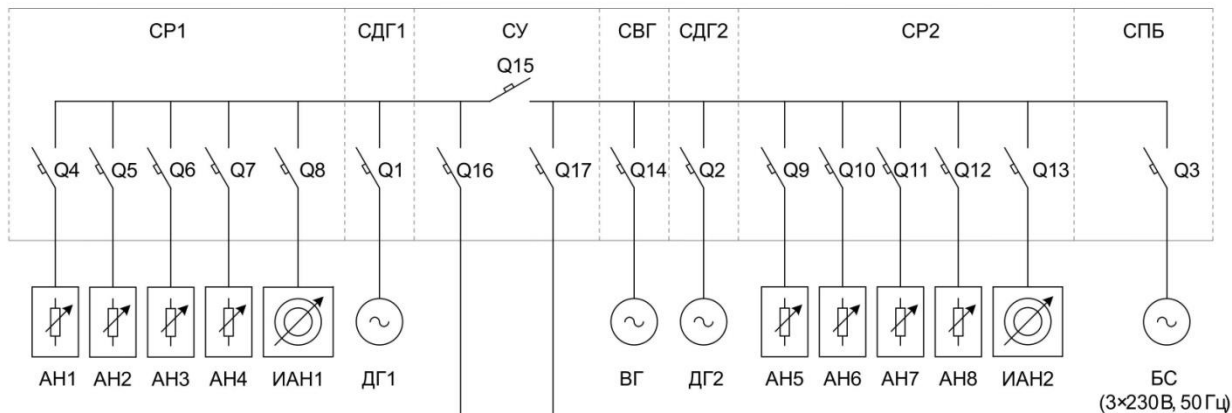 СР1 СДГ1 СУ СВГ СДГ2 СР2 СПБ
Q15
Q4 Q5 Q6 Q7 Q8 Q1 Q16 Q17 Q14 Q2 Q9 Q10 Q11 Q12 Q13 Q3
АН1 АН2 АН3 АН4 ИАН1 ДГ1 ВГ ДГ2 АН5 АН6 АН7 АН8 ИАН2 БС
(3×230 В, 50 Гц)